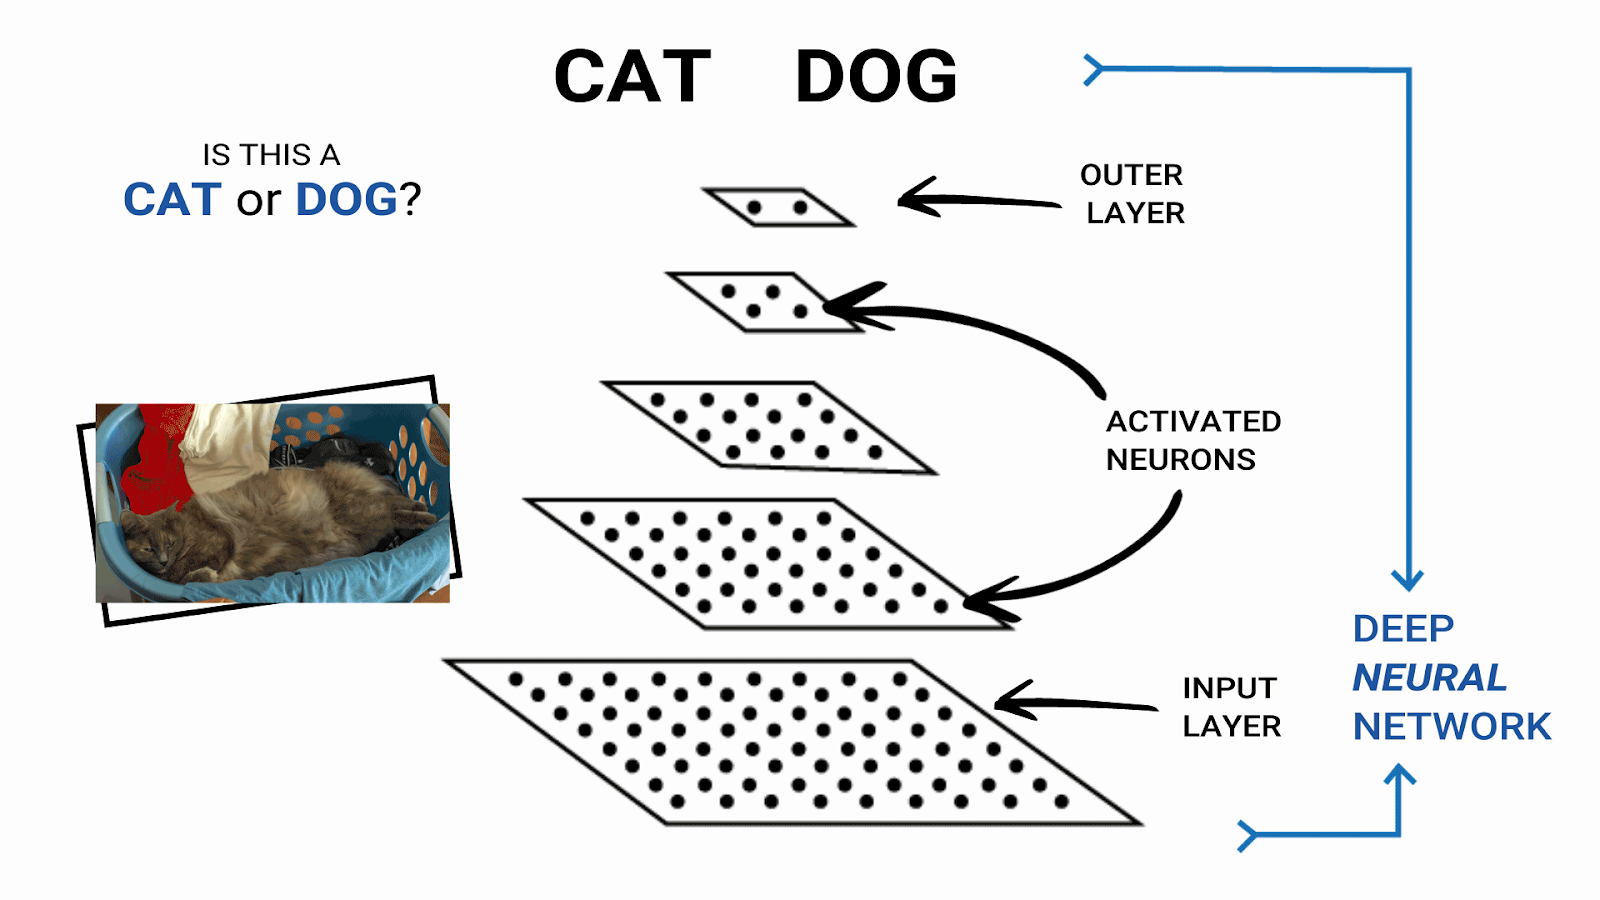 CAT DOG
IS THIS A
CAT or DOG?
OUTER
LAYER
ACTIVATED
NEURONS
INPUT
LAYER
DEEP
NEURAL
NETWORK